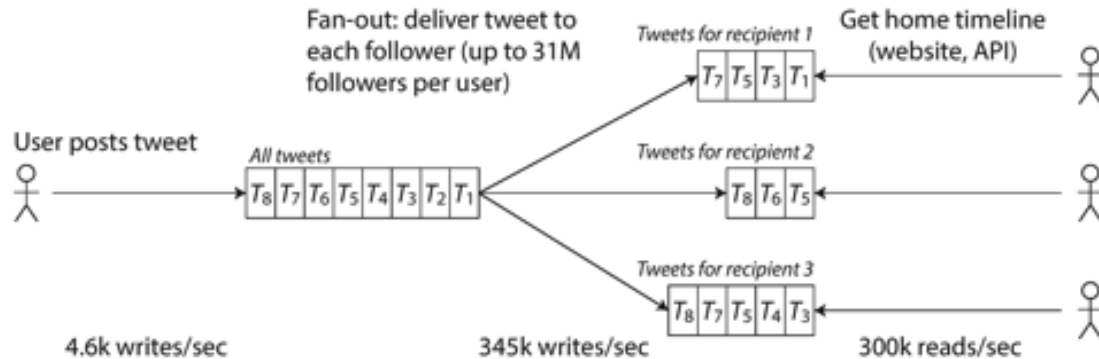 Fan-out: deliver tweet to
each follower (up to 31M
followers per user)
Tweets for recipient 1
Get home timeline
(website, API)
T₇ T₅ T₃ T₁
User posts tweet
All tweets
T₈ T₇ T₆ T₅ T₄ T₃ T₂ T₁
Tweets for recipient 2
T₈ T₆ T₅
Tweets for recipient 3
T₈ T₇ T₅ T₄ T₃
4.6k writes/sec
345k writes/sec
300k reads/sec